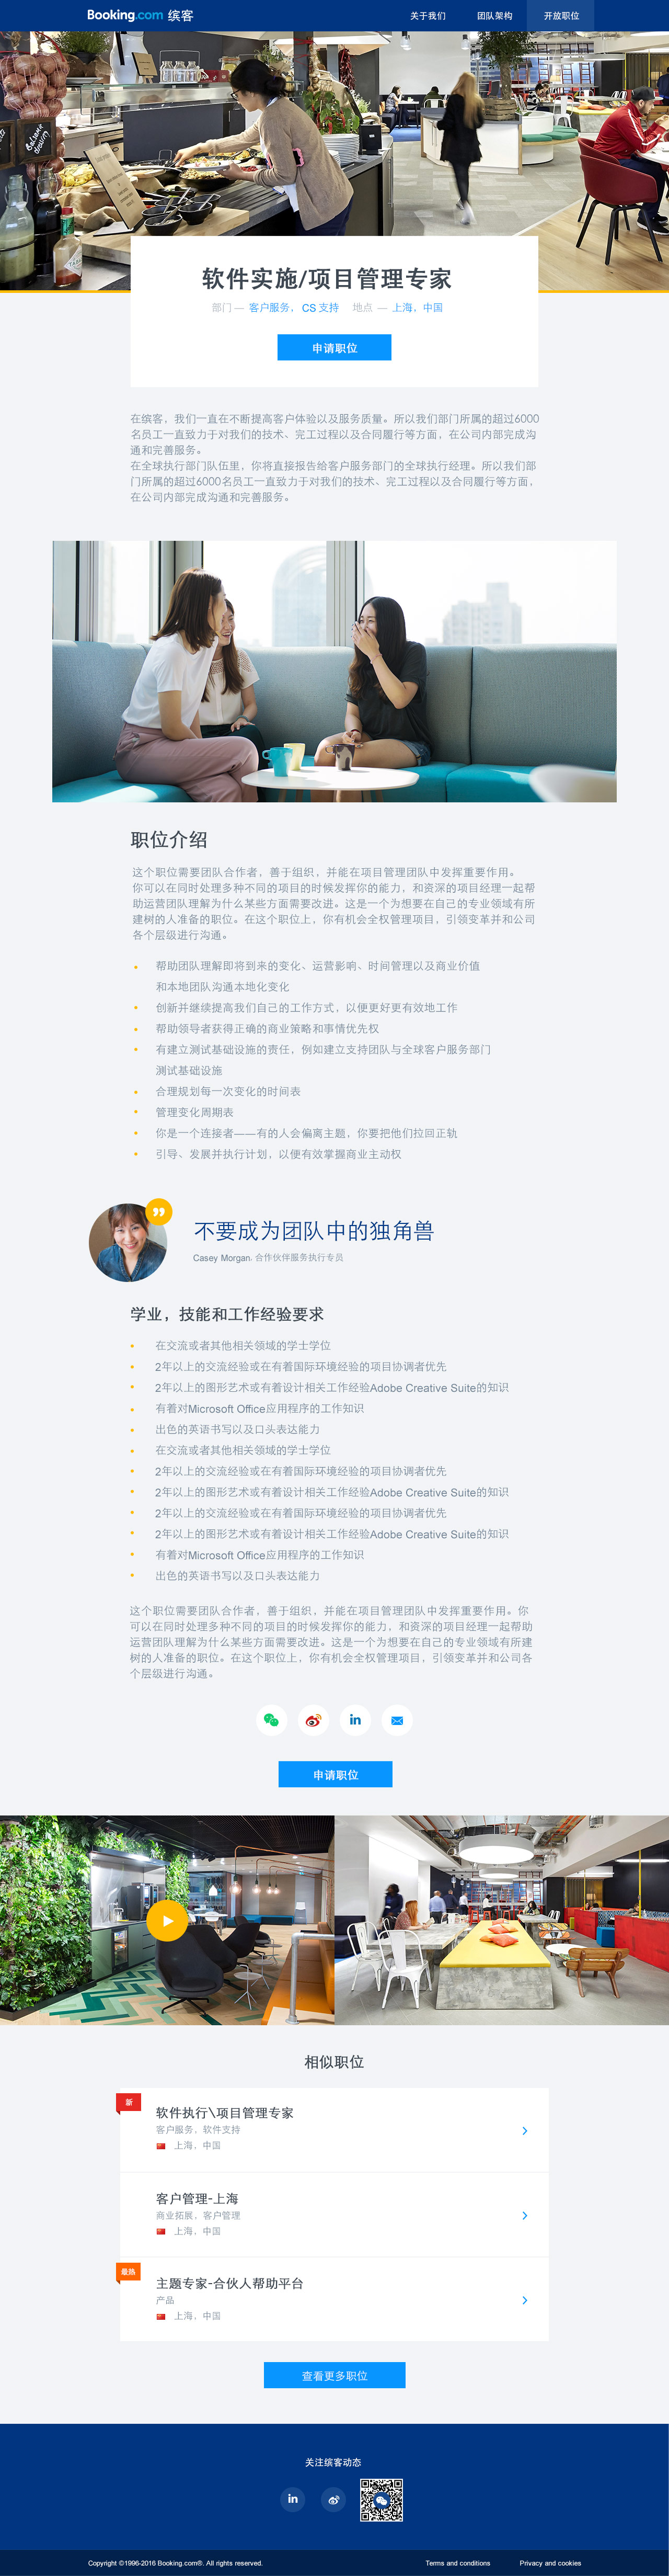 Booking.com 缤客
关于我们 团队架构 开放职位
软件实施/项目管理专家
部门 — 客户服务， CS 支持 地点 — 上海，中国
申请职位
在缤客，我们一直在不断提高客户体验以及服务质量。所以我们部门所属的超过6000
名员工一直致力于对我们的技术、完工过程以及合同履行等方面，在公司内部完成沟
通和完善服务。
在全球执行部门队伍里，你将直接报告给客户服务部门的全球执行经理。所以我们部
门所属的超过6000名员工一直致力于对我们的技术、完工过程以及合同履行等方面，
在公司内部完成沟通和完善服务。
职位介绍
这个职位需要团队合作者，善于组织，并能在项目管理团队中发挥重要作用。
你可以在同时处理多种不同的项目的时候发挥你的能力，和资深的项目经理一起帮
助运营团队理解为什么某些方面需要改进。这是一个为想要在自己的专业领域有所
建树的人准备的职位。在这个职位上，你有机会全权管理项目，引领变革并和公司
各个层级进行沟通。
帮助团队理解即将到来的变化、运营影响、时间管理以及商业价值
和本地团队沟通本地化变化
创新并继续提高我们自己的工作方式，以便更好更有效地工作
帮助领导者获得正确的商业策略和事情优先权
有建立测试基础设施的责任，例如建立支持团队与全球客户服务部门
测试基础设施
合理规划每一次变化的时间表
管理变化周期表
你是一个连接者——有的人会偏离主题，你要把他们拉回正轨
引导、发展并执行计划，以便有效掌握商业主动权
不要成为团队中的独角兽
Casey Morgan. 合作伙伴服务执行专员
学业，技能和工作经验要求
在交流或者其他相关领域的学士学位
2年以上的交流经验或在有着国际环境经验的项目协调者优先
2年以上的图形艺术或有着设计相关工作经验Adobe Creative Suite的知识
有着对Microsoft Office应用程序的工作知识
出色的英语书写以及口头表达能力
在交流或者其他相关领域的学士学位
2年以上的交流经验或在有着国际环境经验的项目协调者优先
2年以上的图形艺术或有着设计相关工作经验Adobe Creative Suite的知识
2年以上的交流经验或在有着国际环境经验的项目协调者优先
2年以上的图形艺术或有着设计相关工作经验Adobe Creative Suite的知识
有着对Microsoft Office应用程序的工作知识
出色的英语书写以及口头表达能力
这个职位需要团队合作者，善于组织，并能在项目管理团队中发挥重要作用。你
可以在同时处理多种不同的项目的时候发挥你的能力，和资深的项目经理一起帮助
运营团队理解为什么某些方面需要改进。这是一个为想要在自己的专业领域有所建
树的人准备的职位。在这个职位上，你有机会全权管理项目，引领变革并和公司各
个层级进行沟通。
in
申请职位
相似职位
新
软件执行\项目管理专家
客户服务，软件支持
上海，中国
客户管理-上海
商业拓展，客户管理
上海，中国
最热
主题专家-合伙人帮助平台
产品
上海，中国
查看更多职位
关注缤客动态
in
Copyright ©1996-2016 Booking.com®. All rights reserved. Terms and conditions Privacy and cookies